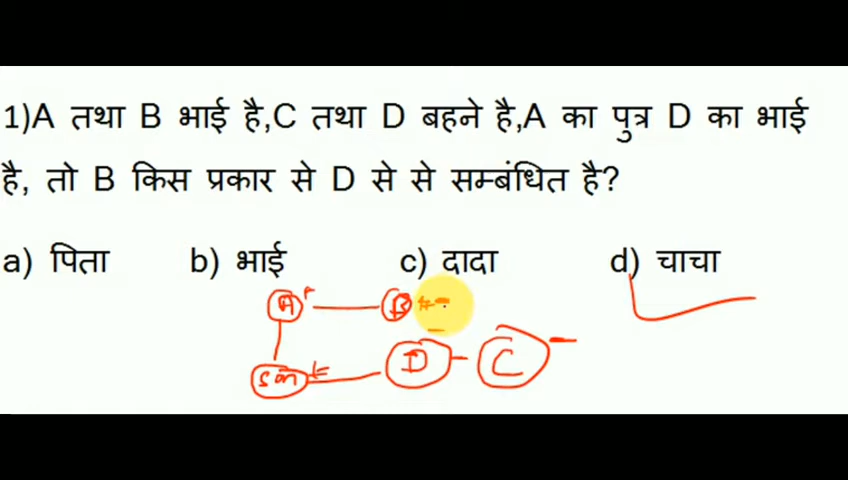 1)A तथा B भाई है,C तथा D बहने है,A का पुत्र D का भाई
है, तो B किस प्रकार से D से से सम्बंधित है?
a) पिता b) भाई c) दादा d) चाचा
A + B
Son + D - C -